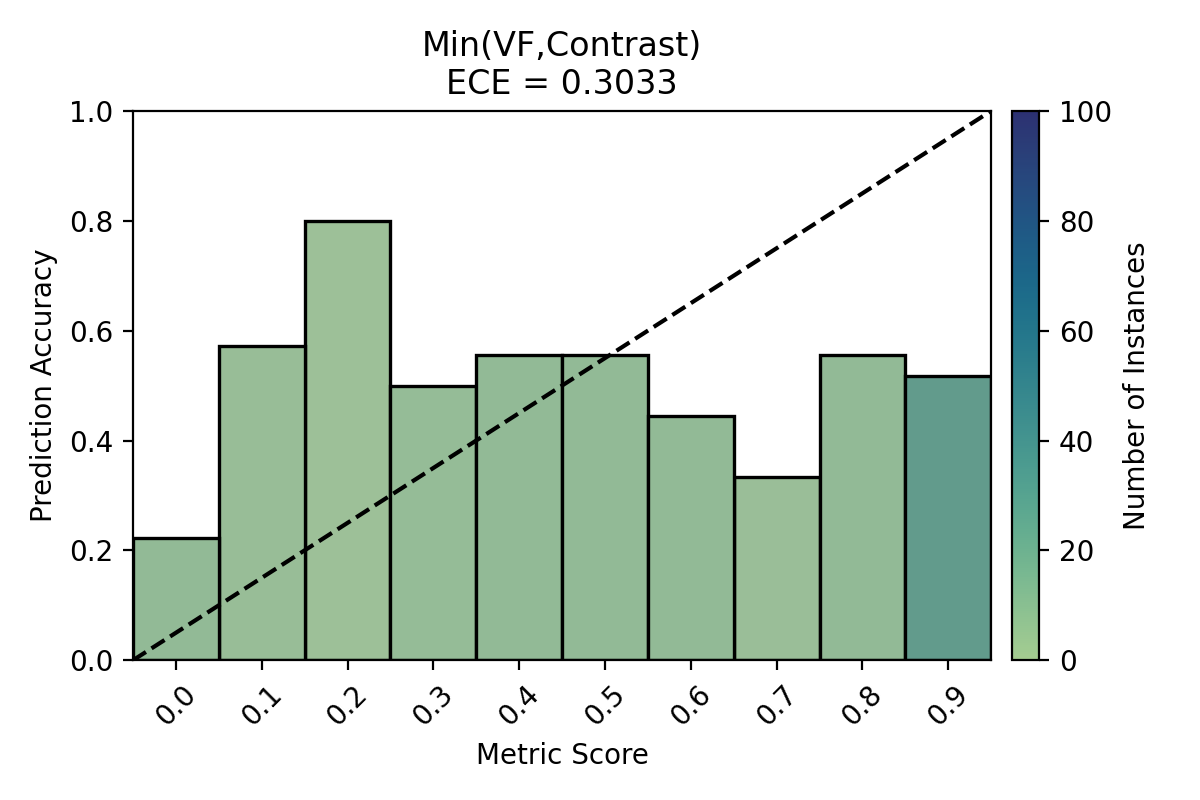 Min(VF,Contrast)
ECE = 0.3033
1.0
0.8
0.6
0.4
0.2
0.0
Prediction Accuracy
0.0 0.1 0.2 0.3 0.4 0.5 0.6 0.7 0.8 0.9
Metric Score
100
80
60
40
20
0
Number of Instances